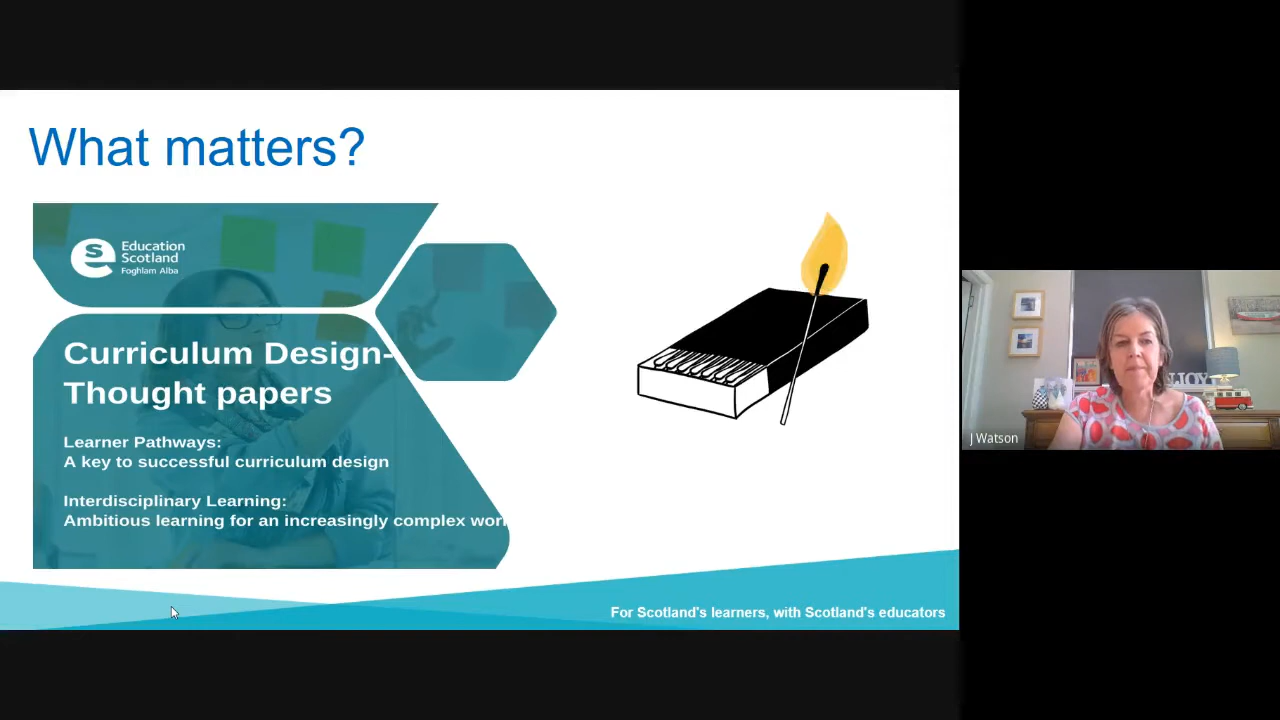 What matters?
Education
Scotland
Foghlam Alba
Curriculum Design-
Thought papers
Learner Pathways:
A key to successful curriculum design
Interdisciplinary Learning:
Ambitious learning for an increasingly complex wor
For Scotland's learners, with Scotland's educators
J Watson